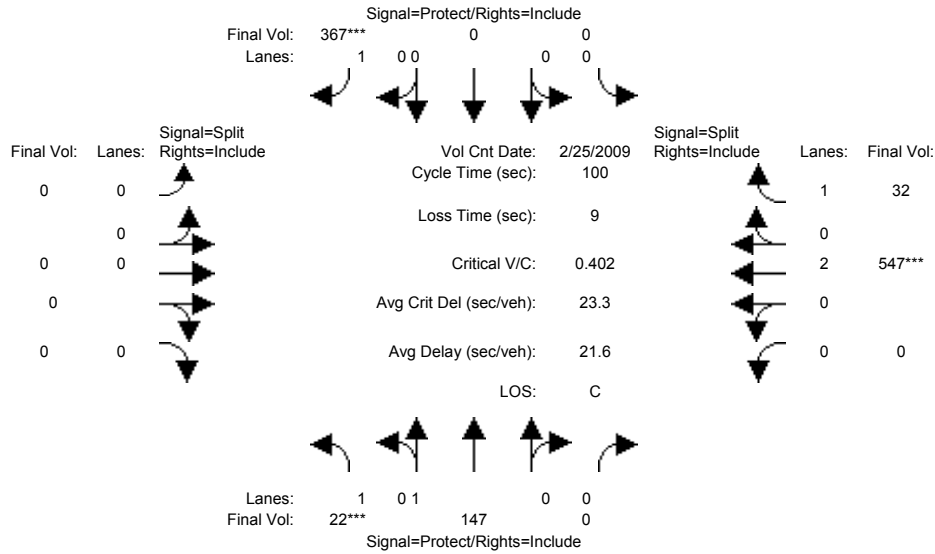 Signal=Protect/Rights=Include
Final Vol: 367*** 0 0
Lanes: 1 0 0 0 0
Signal=Split Signal=Split
Final Vol: Lanes: Rights=Include Vol Cnt Date: 2/25/2009 Rights=Include Lanes: Final Vol:
Cycle Time (sec): 100
0 0 1 32
Loss Time (sec): 9
0 0
0 0 Critical V/C: 0.402 2 547***
0 Avg Crit Del (sec/veh): 23.3 0
0 0 Avg Delay (sec/veh): 21.6 0 0
LOS: C
Lanes: 1 0 1 0 0
Final Vol: 22*** 147 0
Signal=Protect/Rights=Include